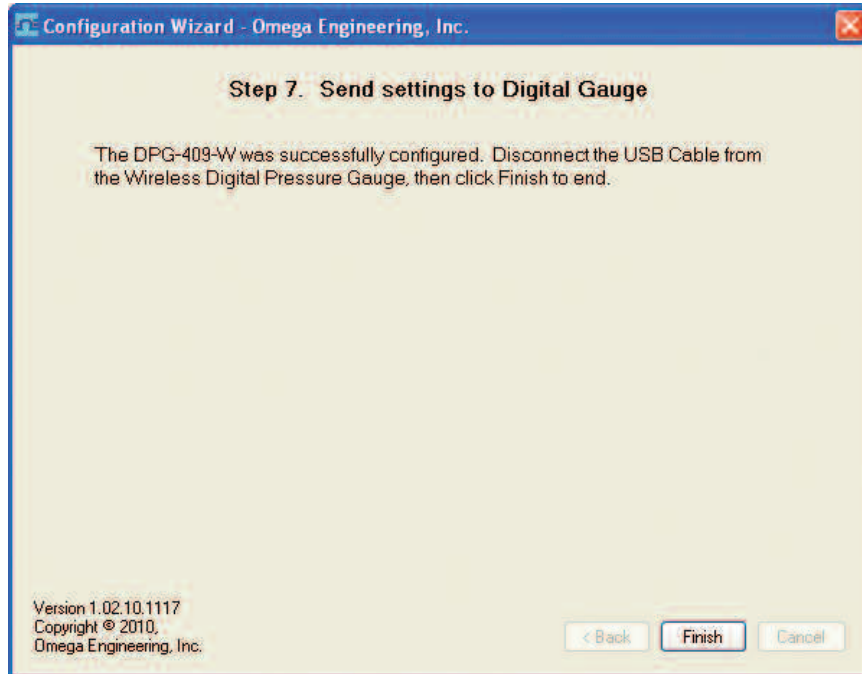 Configuration Wizard - Omega Engineering, Inc.
Step 7. Send settings to Digital Gauge
The DPG-409-W was successfully configured. Disconnect the USB Cable from
the Wireless Digital Pressure Gauge, then click Finish to end.
Version 1.02.10.1117
Copyright © 2010,
Omega Engineering, Inc.
< Back Finish Cancel